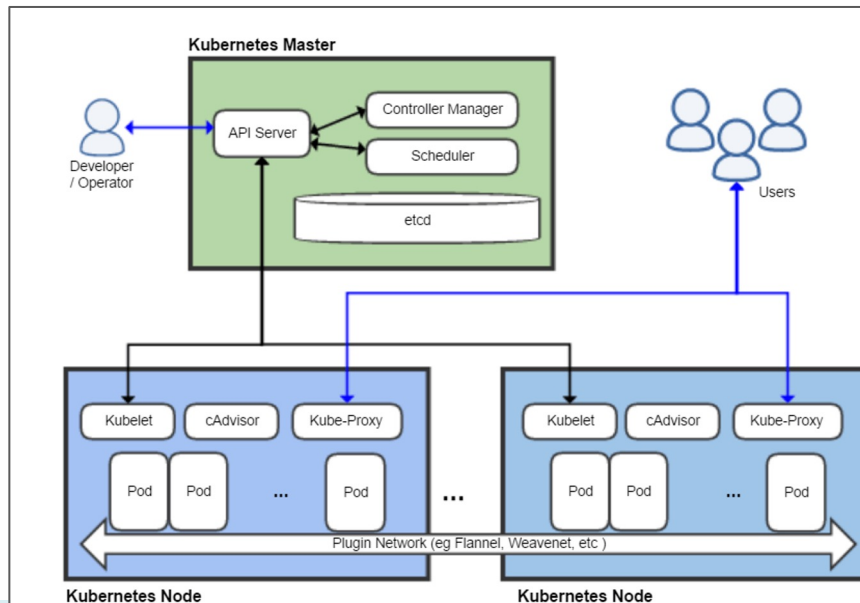 Kubernetes Master
API Server
Controller Manager
Scheduler
etcd
Developer
/ Operator
Users
Kubelet
cAdvisor
Kube-Proxy
Pod
Pod
...
Pod
...
Kubelet
cAdvisor
Kube-Proxy
Pod
Pod
...
Pod
Plugin Network (eg Flannel, Weavenet, etc )
Kubernetes Node
Kubernetes Node